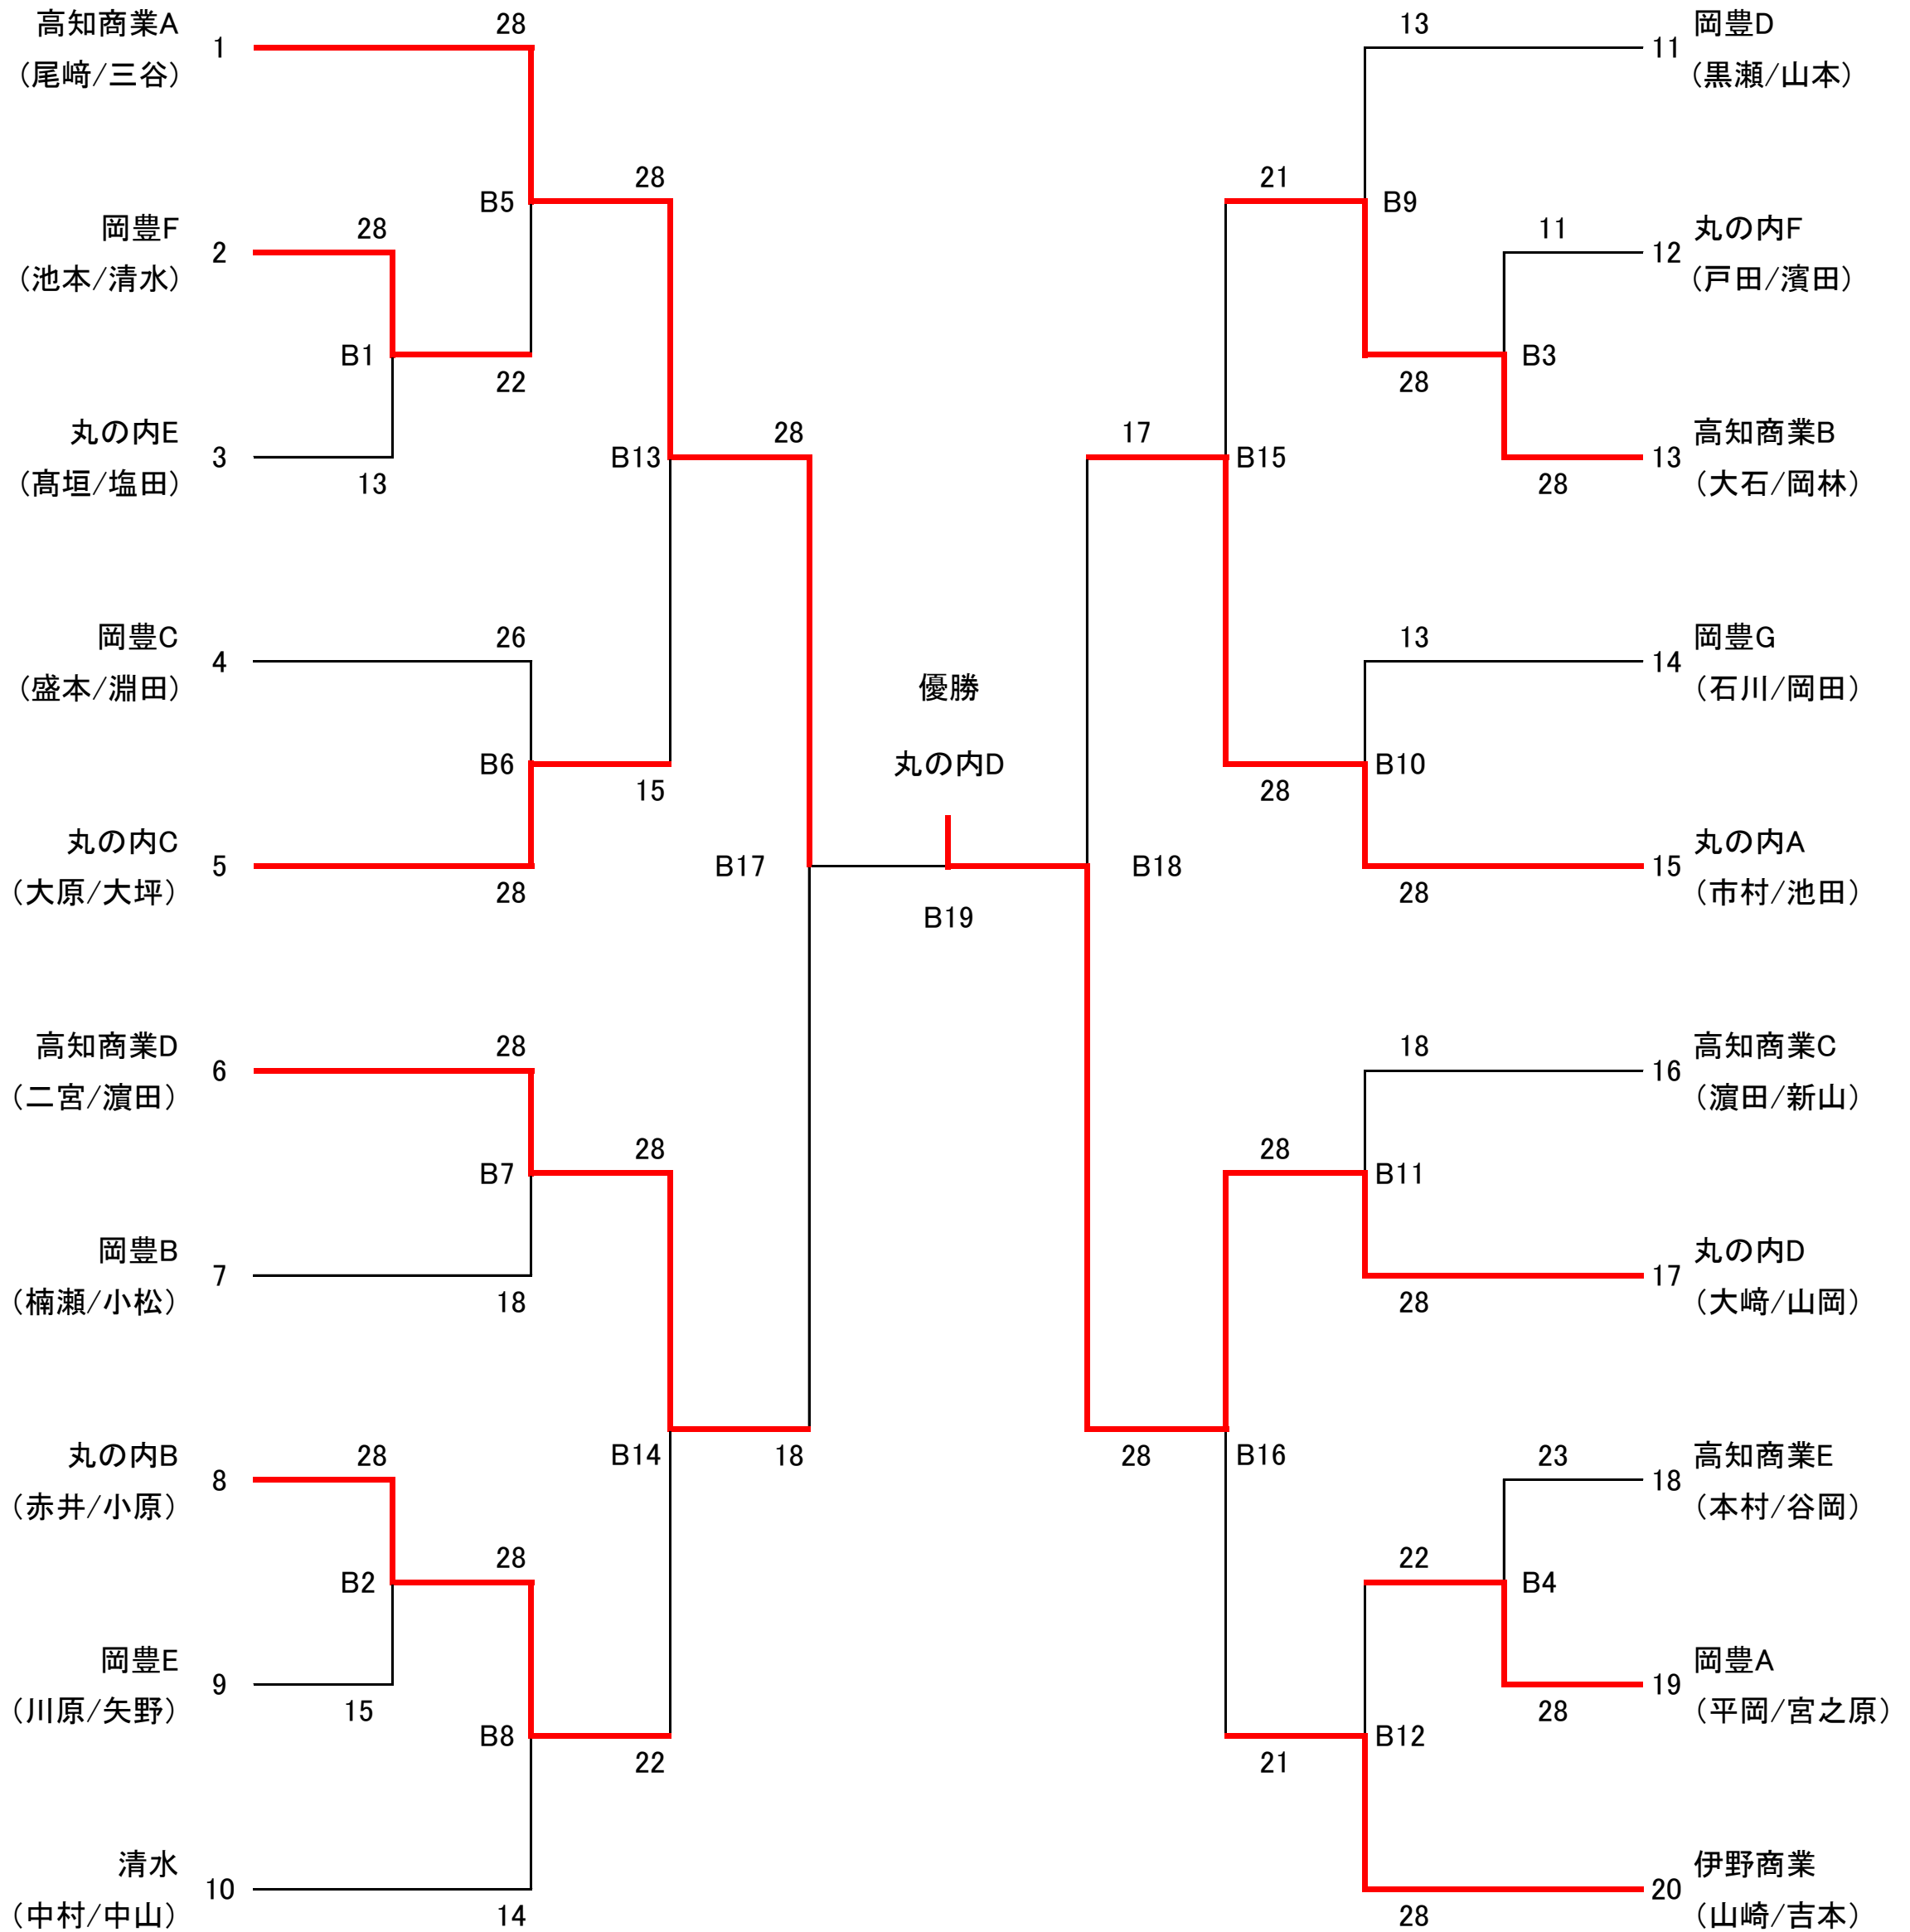 高知商業A
1
(尾﨑/三谷)
28
岡豊F
2
(池本/清水)
28
B1
丸の内E
3
(髙垣/塩田)
13
B5
22
28
岡豊C
4
(盛本/淵田)
26
B6
丸の内C
5
(大原/大坪)
28
15
B13
28
高知商業D
6
(二宮/濵田)
28
B7
岡豊B
7
(楠瀬/小松)
18
28
B14
18
丸の内B
8
(赤井/小原)
28
B2
岡豊E
9
(川原/矢野)
15
28
B8
22
清水
10
(中村/中山)
14
B17
優勝
丸の内D
B19
B18
13
11
岡豊D
(黒瀬/山本)
21
B9
11
12
丸の内F
(戸田/濱田)
B3
28
13
高知商業B
(大石/岡林)
28
17
B15
13
14
岡豊G
(石川/岡田)
B10
28
15
丸の内A
(市村/池田)
28
18
16
高知商業C
(濵田/新山)
28
B11
17
丸の内D
(大﨑/山岡)
28
28
B16
23
18
高知商業E
(本村/谷岡)
22
B4
19
岡豊A
(平岡/宮之原)
28
B12
21
20
伊野商業
(山崎/吉本)
28